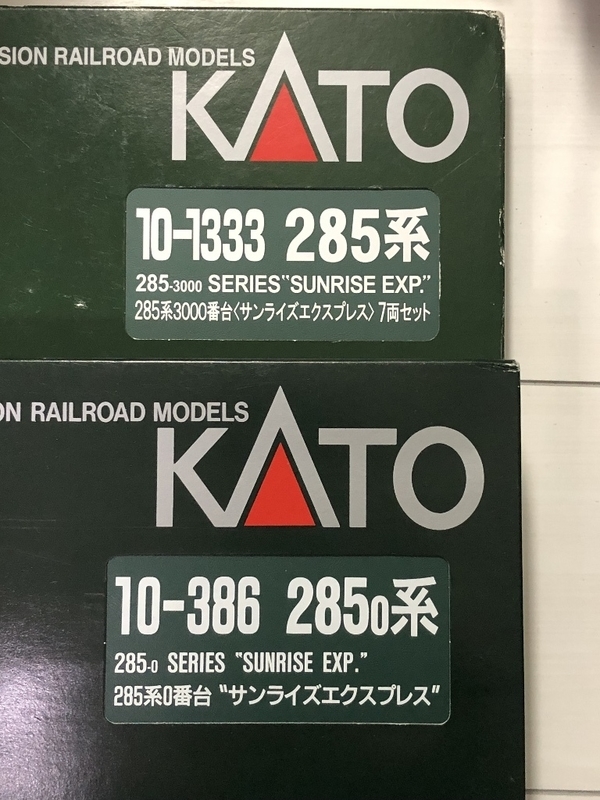 SION RAILROAD MODELS
KATO
10-1333 285系
285-3000 SERIES "SUNRISE EXP."
285系3000番台〈サンライズエクスプレス〉7両セット
ON RAILROAD MODELS
KATO
10-386 2850系
285-0 SERIES "SUNRISE EXP."
285系0番台 "サンライズエクスプレス"